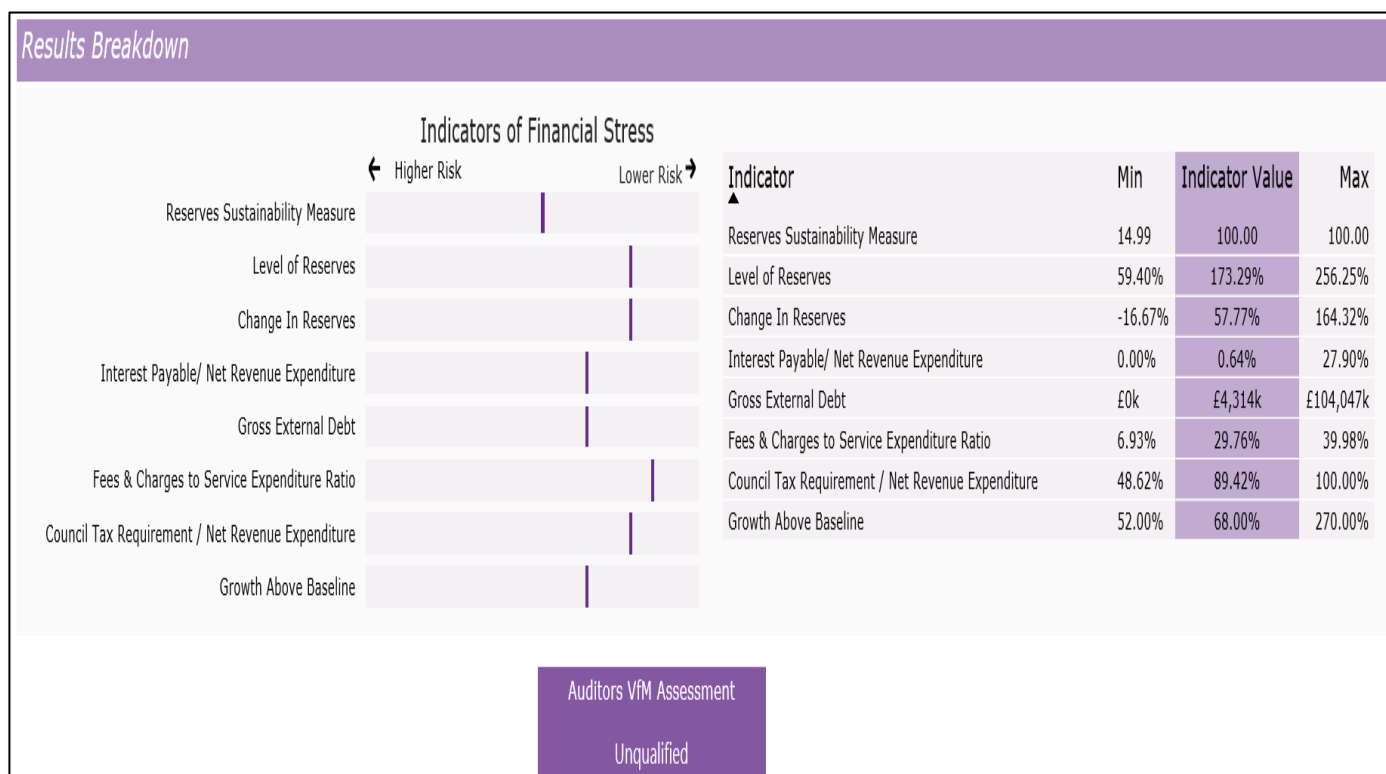 Results Breakdown
Indicators of Financial Stress
← Higher Risk Lower Risk →
Reserves Sustainability Measure
Level of Reserves
Change In Reserves
Interest Payable/ Net Revenue Expenditure
Gross External Debt
Fees & Charges to Service Expenditure Ratio
Council Tax Requirement / Net Revenue Expenditure
Growth Above Baseline
Indicator Min Indicator Value Max
Reserves Sustainability Measure 14.99 100.00 100.00
Level of Reserves 59.40% 173.29% 256.25%
Change In Reserves -16.67% 57.77% 164.32%
Interest Payable/ Net Revenue Expenditure 0.00% 0.64% 27.90%
Gross External Debt £0k £4,314k £104,047k
Fees & Charges to Service Expenditure Ratio 6.93% 29.76% 39.98%
Council Tax Requirement / Net Revenue Expenditure 48.62% 89.42% 100.00%
Growth Above Baseline 52.00% 68.00% 270.00%
Auditors VfM Assessment
Unqualified